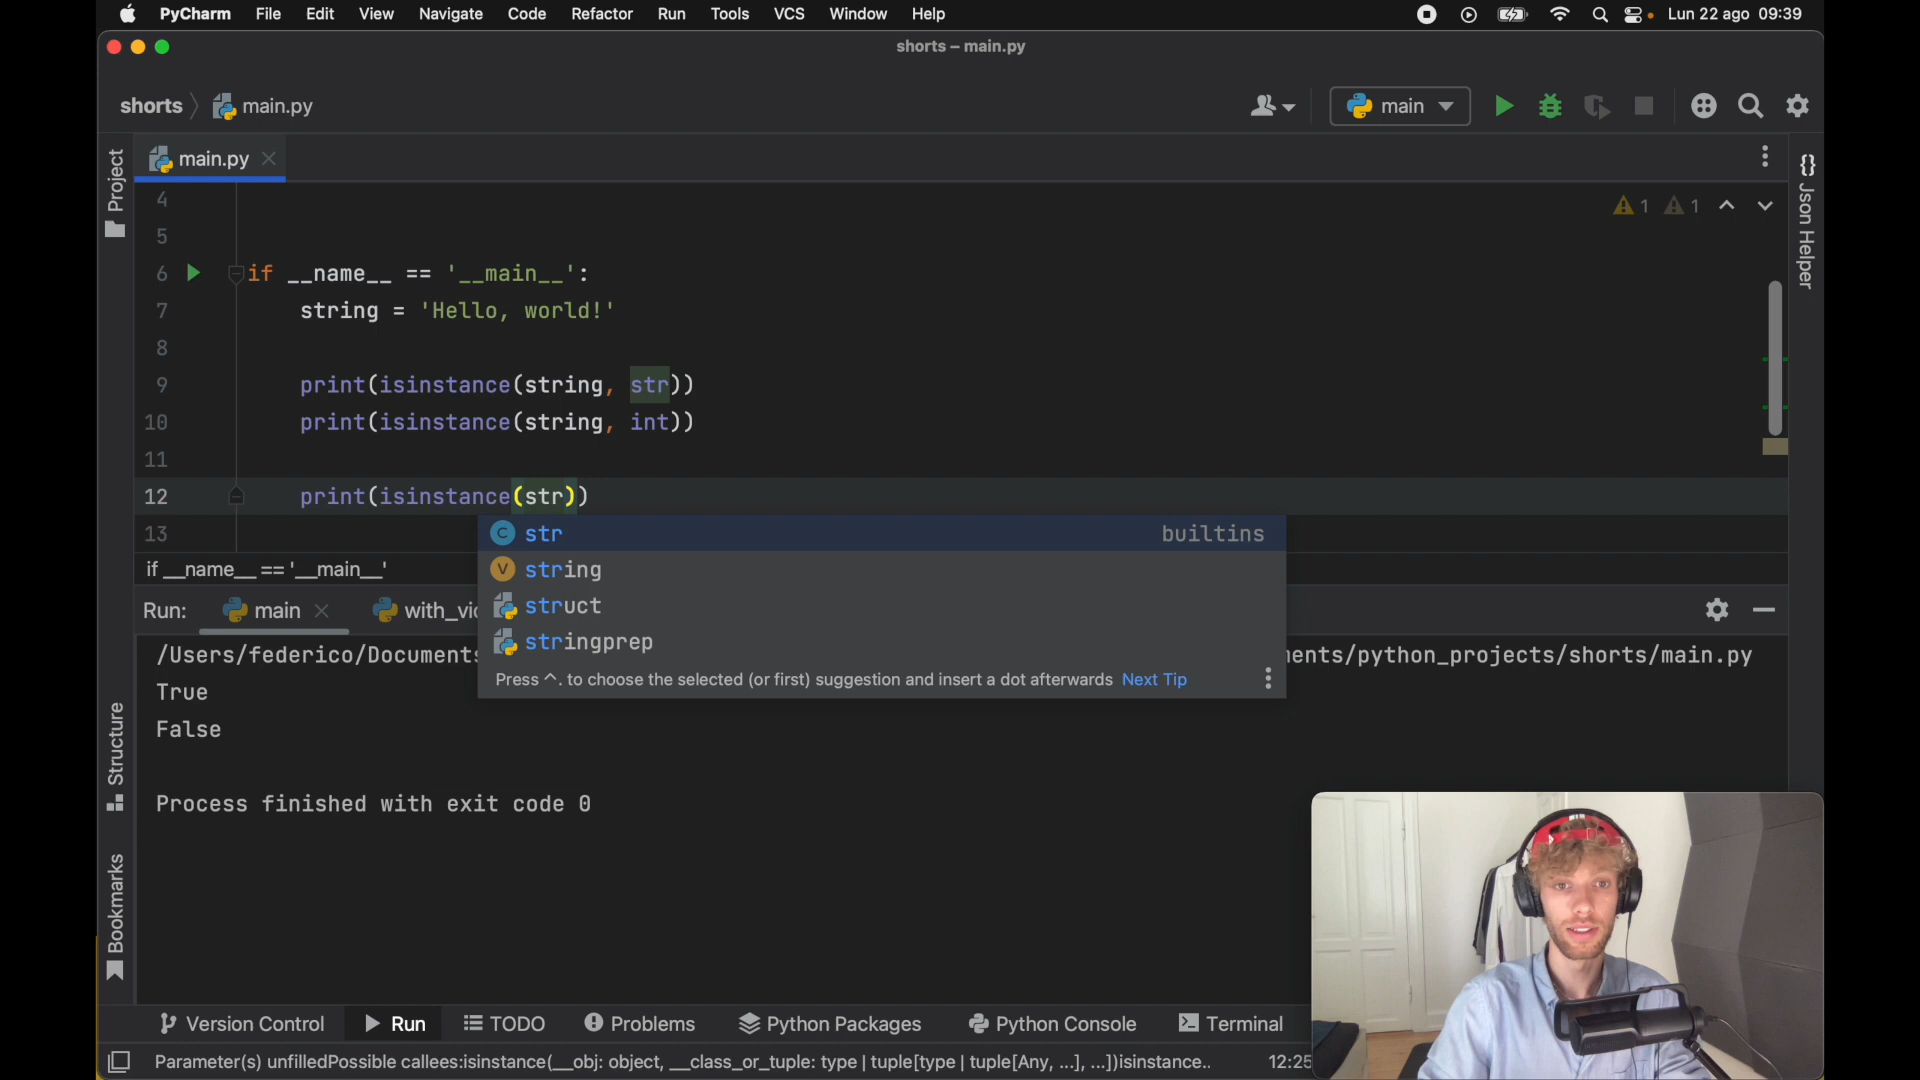 PyCharm File Edit View Navigate Code Refactor Run Tools VCS Window Help Lun 22 ago 09:39
shorts – main.py
shorts main.py
main
main.py
Project
Json Helper
1 1
4
5
6 if __name__ == '__main__':
7 string = 'Hello, world!'
8
9 print(isinstance(string, str))
10 print(isinstance(string, int))
11
12 print(isinstance(str))
13
str builtins
string
struct
stringprep
Press ^. to choose the selected (or first) suggestion and insert a dot afterwards Next Tip
if __name__ == '__main__'
Run: main
/Users/federico/Documents ents/python_projects/shorts/main.py
True
False
Process finished with exit code 0
Structure
Bookmarks
Version Control Run TODO Problems Python Packages Python Console Terminal
Parameter(s) unfilledPossible callees:isinstance(__obj: object, __class_or_tuple: type | tuple[type | tuple[Any, ...], ...])isinstance.. 12:25